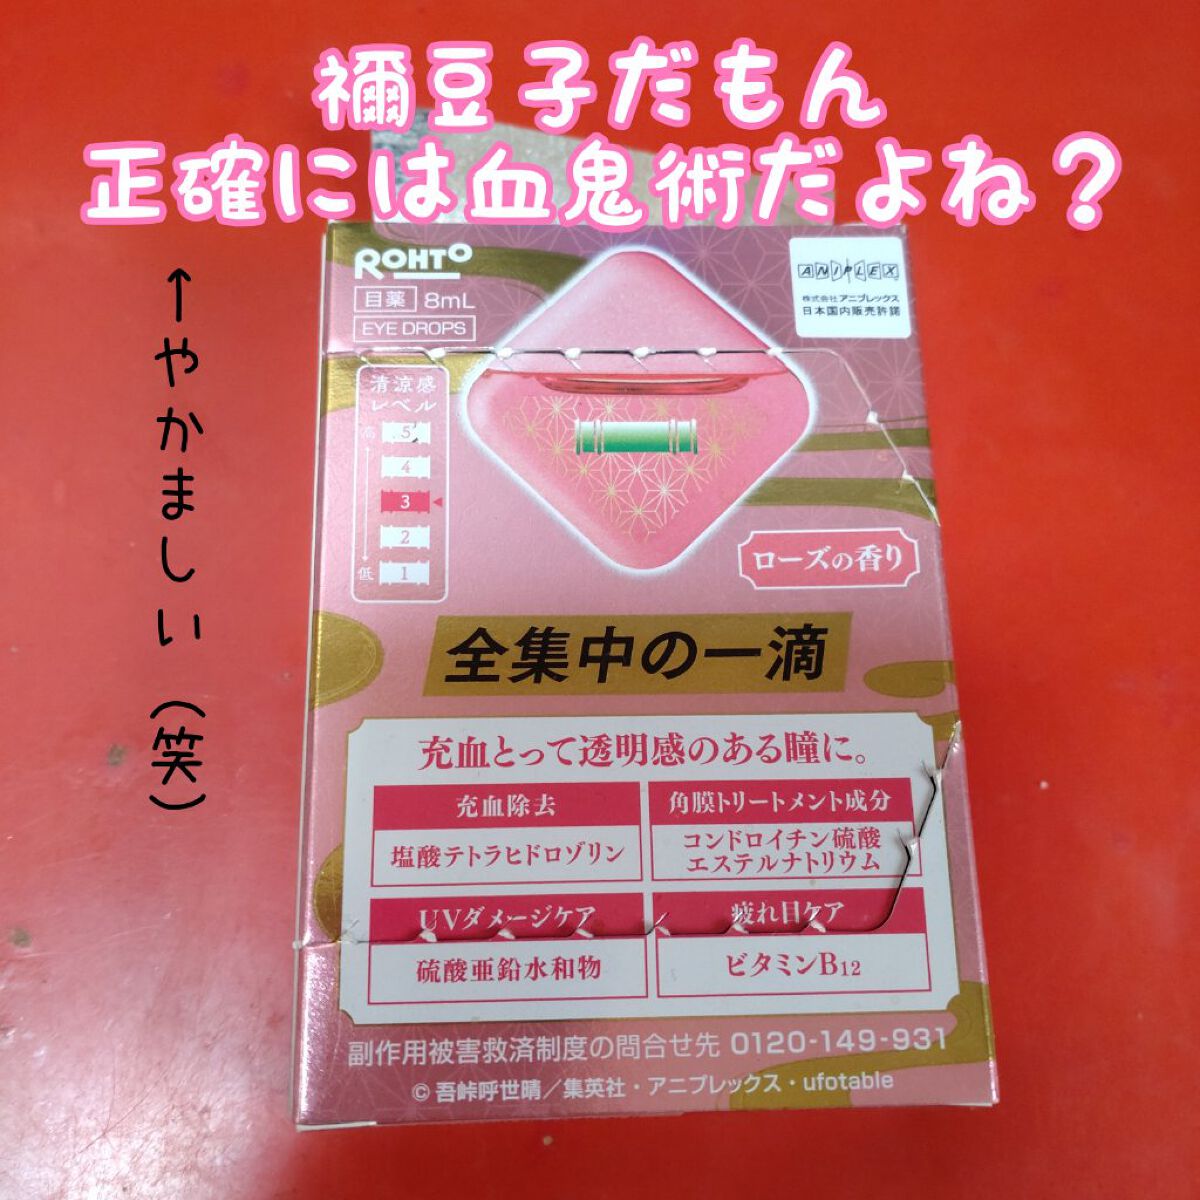 禰豆子だもん
正確には血鬼術だよね？
↑やかましい（笑）
ROHTO
目薬 8mL
EYE DROPS
ANIPLEX
株式会社アニプレックス
日本国内販売許諾
清涼感
レベル
高 5
4
3
2
低 1
ローズの香り
全集中の一滴
充血とって透明感のある瞳に。
充血除去
塩酸テトラヒドロゾリン
角膜トリートメント成分
コンドロイチン硫酸
エステルナトリウム
UVダメージケア
硫酸亜鉛水和物
疲れ目ケア
ビタミンB12
副作用被害救済制度の問合せ先 0120-149-931
©吾峠呼世晴／集英社・アニプレックス・ufotable